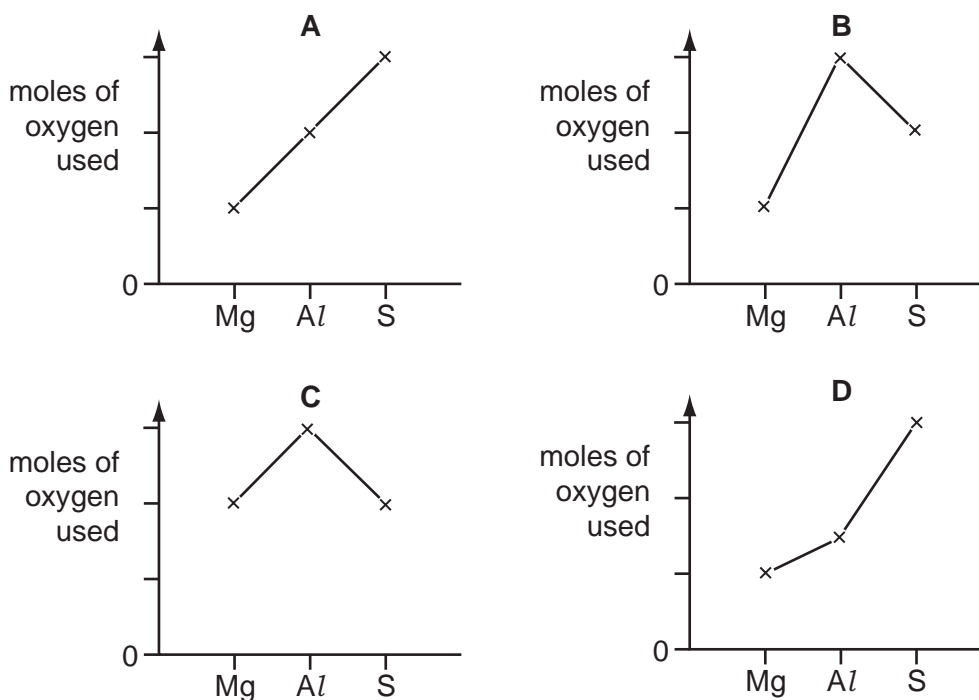 A
moles of
oxygen
used
0
Mg
Al
S
B
moles of
oxygen
used
0
Mg
Al
S
C
moles of
oxygen
used
0
Mg
Al
S
D
moles of
oxygen
used
0
Mg
Al
S